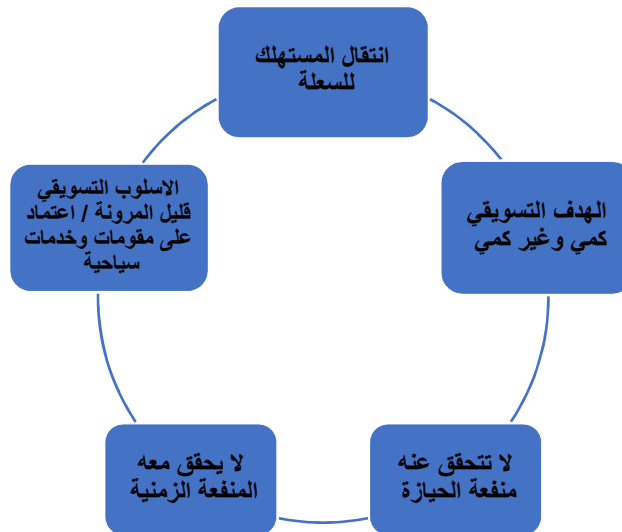 انتقال المستهلك
للسعلة
الهدف التسويقي
كمي وغير كمي
لا تتحقق عنه
منفعة الحيازة
لا يحقق معه
المنفعة الزمنية
الاسلوب التسويقي
قليل المرونة / اعتماد
على مقومات وخدمات
سياحية